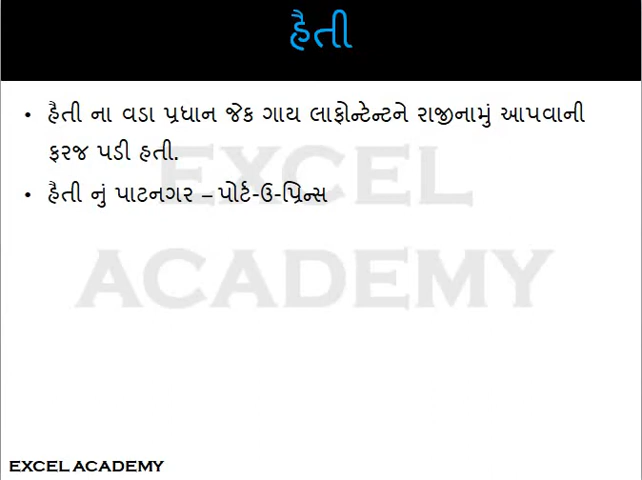 હૈતી
• હૈતી ના વડા પ્રધાન જેક ગાય લાફોન્ટેન્ટને રાજીનામું આપવાની
ફરજ પડી હતી.
• હૈતી નું પાટનગર – પોર્ટ-ઉ-પ્રિન્સ
EXCEL
ACADEMY
EXCEL ACADEMY